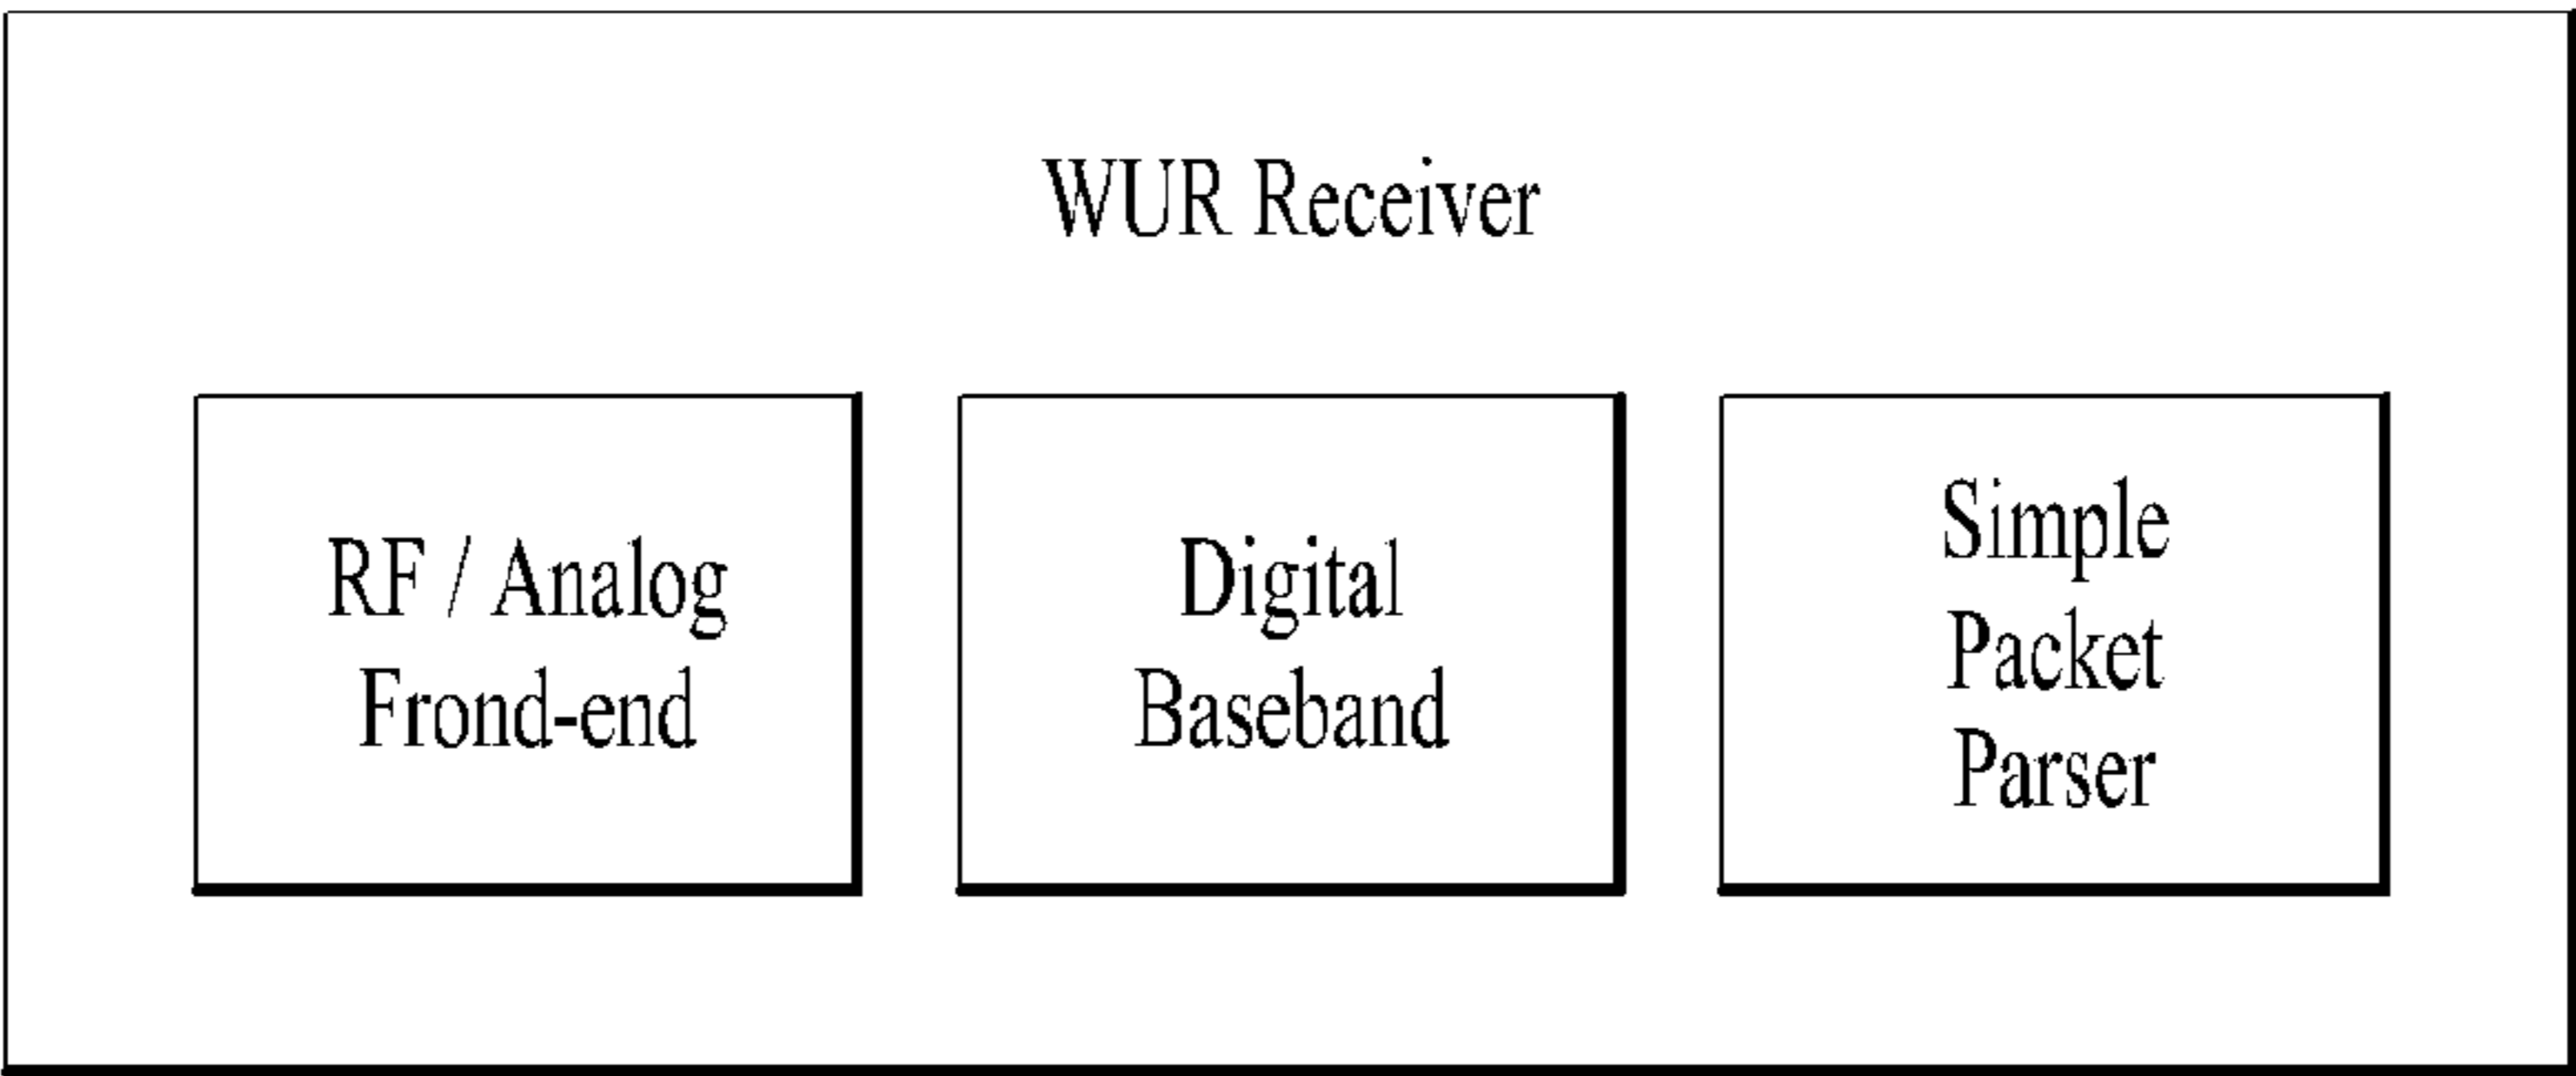 WUR Receiver
RF / Analog
Frond-end
Digital
Baseband
Simple
Packet
Parser